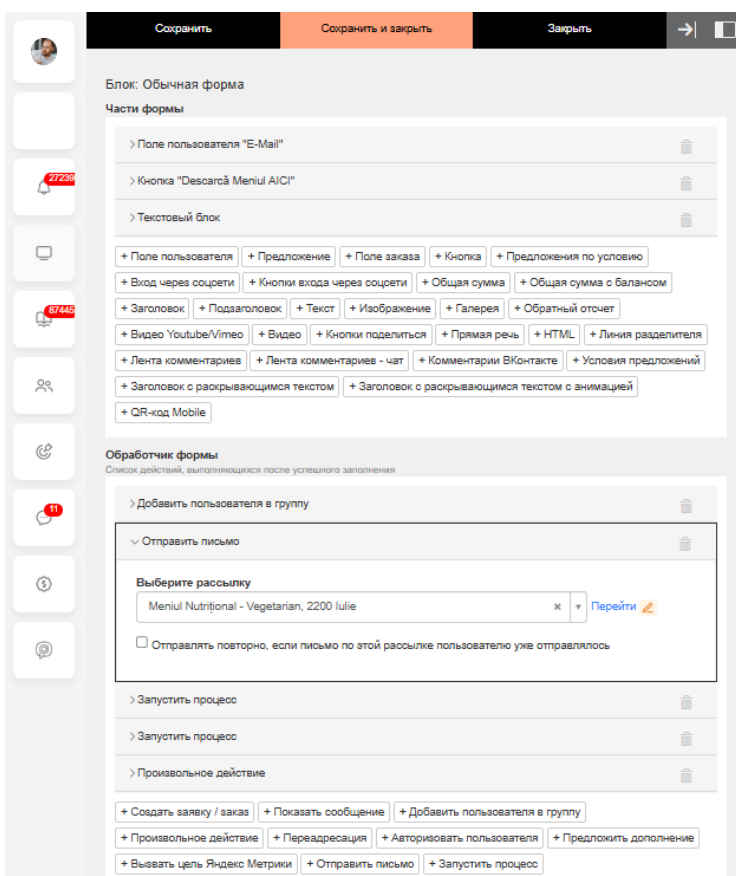 Сохранить Сохранить и закрыть Закрыть
Блок: Обычная форма
Части формы
Поле пользователя "E-Mail"
27239
Кнопка "Descarcă Meniul AICI"
Текстовый блок
+ Поле пользователя + Предложение + Поле заказа + Кнопка + Предложения по условию
+ Вход через соцсети + Кнопки входа через соцсети + Общая сумма + Общая сумма с балансом
+ Заголовок + Подзаголовок + Текст + Изображение + Галерея + Обратный отсчет
87445
+ Видео Youtube/Vimeo + Видео + Кнопки поделиться + Прямая речь + HTML + Линия разделителя
+ Лента комментариев + Лента комментариев - чат + Комментарии ВКонтакте + Условия предложений
+ Заголовок с раскрывающимся текстом + Заголовок с раскрывающимся текстом с анимацией
+ QR-код Mobile
Обработчик формы
Список действий, выполняющихся после успешного заполнения
Добавить пользователя в группу
11
Отправить письмо
Выберите рассылку
Meniul Nutrițional - Vegetarian, 2200 Iulie Перейти
Отправлять повторно, если письмо по этой рассылке пользователю уже отправлялось
Запустить процесс
Запустить процесс
Произвольное действие
+ Создать заявку / заказ + Показать сообщение + Добавить пользователя в группу
+ Произвольное действие + Переадресация + Авторизовать пользователя + Предложить дополнение
+ Вызвать цель Яндекс Метрики + Отправить письмо + Запустить процесс